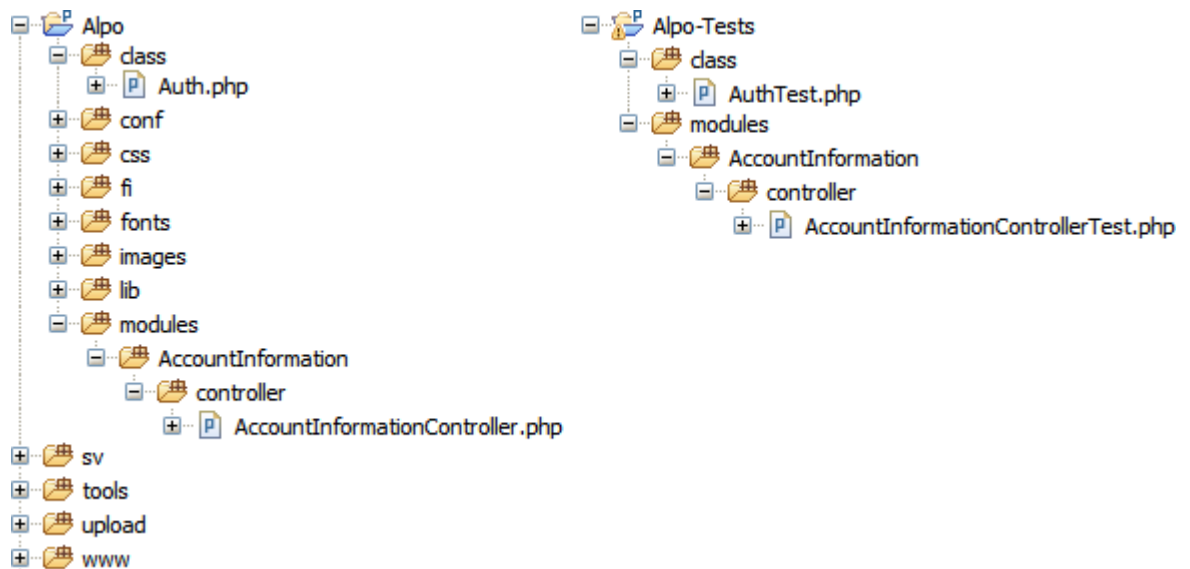 Alpo
class
Auth.php
conf
css
fi
fonts
images
lib
modules
AccountInformation
controller
AccountInformationController.php
sv
tools
upload
www
Alpo-Tests
class
AuthTest.php
modules
AccountInformation
controller
AccountInformationControllerTest.php